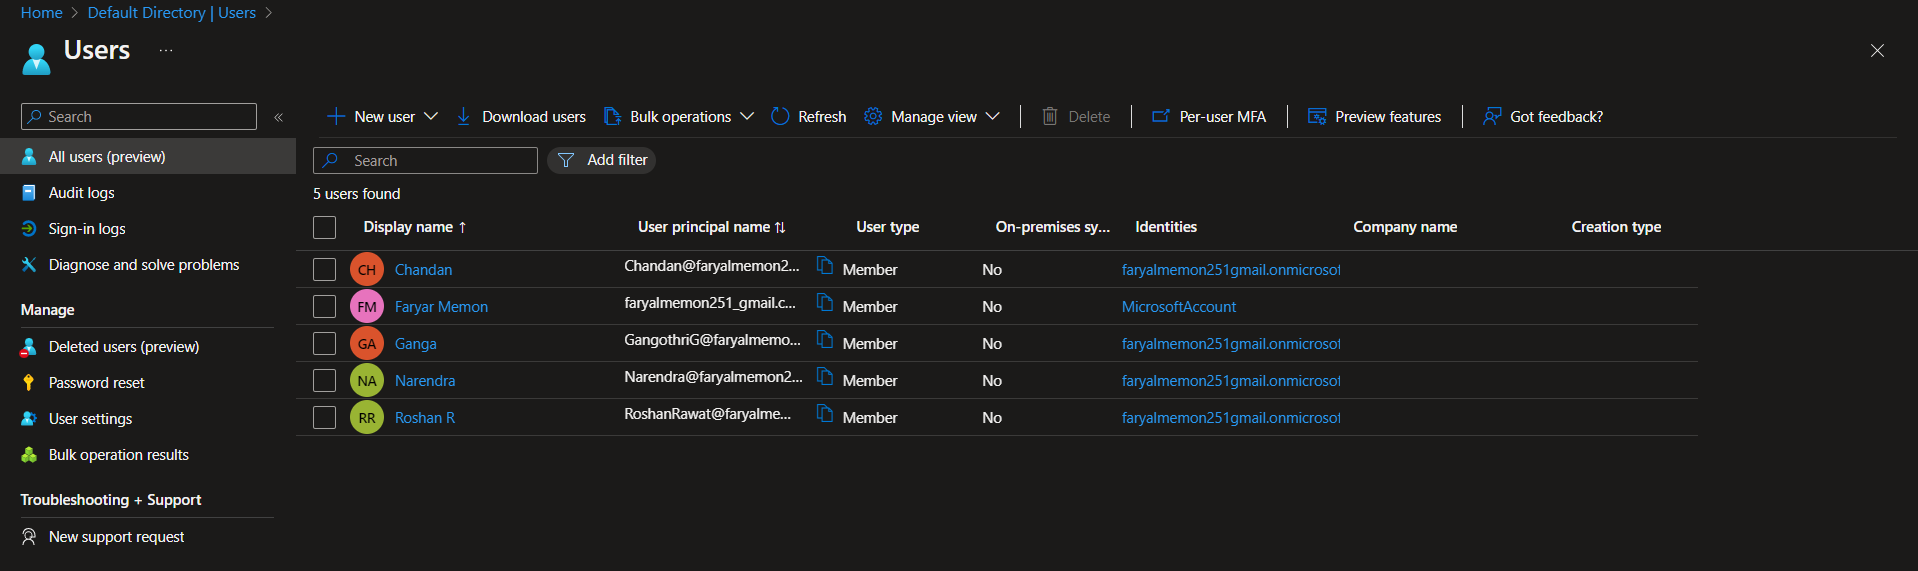 Home > Default Directory | Users >
Users ...
Search «
New user Download users Bulk operations Refresh Manage view Delete Per-user MFA Preview features Got feedback?
All users (preview)
Audit logs
Sign-in logs
Diagnose and solve problems
Manage
Deleted users (preview)
Password reset
User settings
Bulk operation results
Troubleshooting + Support
New support request
Search Add filter
5 users found
Display name ↑ User principal name ↑↓ User type On-premises sy... Identities Company name Creation type
CH Chandan Chandan@faryalmemon2... Member No faryalmemon251gmail.onmicrosof
FM Faryar Memon faryalmemon251_gmail.c... Member No MicrosoftAccount
GA Ganga GangothriG@faryalmemo... Member No faryalmemon251gmail.onmicrosof
NA Narendra Narendra@faryalmemon2... Member No faryalmemon251gmail.onmicrosof
RR Roshan R RoshanRawat@faryalme... Member No faryalmemon251gmail.onmicrosof